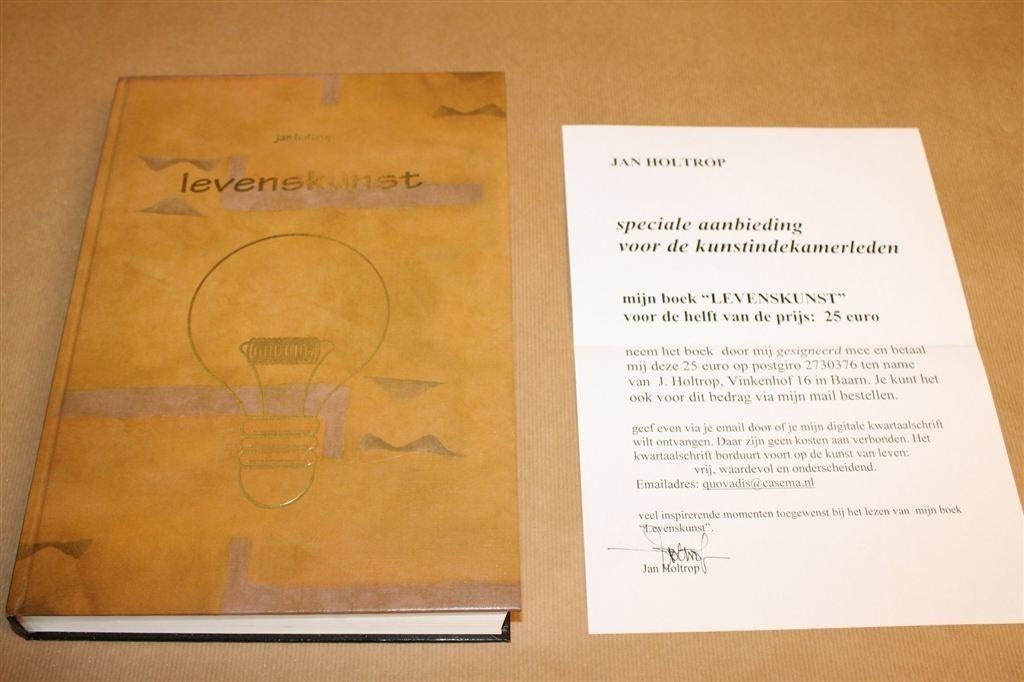 jan holtrop
levenskunst
JAN HOLTROP
speciale aanbieding
voor de kunstindekamerleden
mijn boek “LEVENSKUNST”
voor de helft van de prijs: 25 euro
neem het boek door mij gesigneerd mee en betaal
mij deze 25 euro op postgiro 2730376 ten name
van J. Holtrop, Vinkenhof 16 in Baarn. Je kunt het
ook voor dit bedrag via mijn mail bestellen.
geef even via je email door of je mijn digitale kwartaalschrift
wilt ontvangen. Daar zijn geen kosten aan verbonden. Het
kwartaalschrift borduurt voort op de kunst van leven:
vrij, waardevol en onderscheidend.
Emailadres: quovadis@casema.nl
veel inspirerende momenten toegewenst bij het lezen van mijn boek
“Levenskunst”.
Jan Holtrop